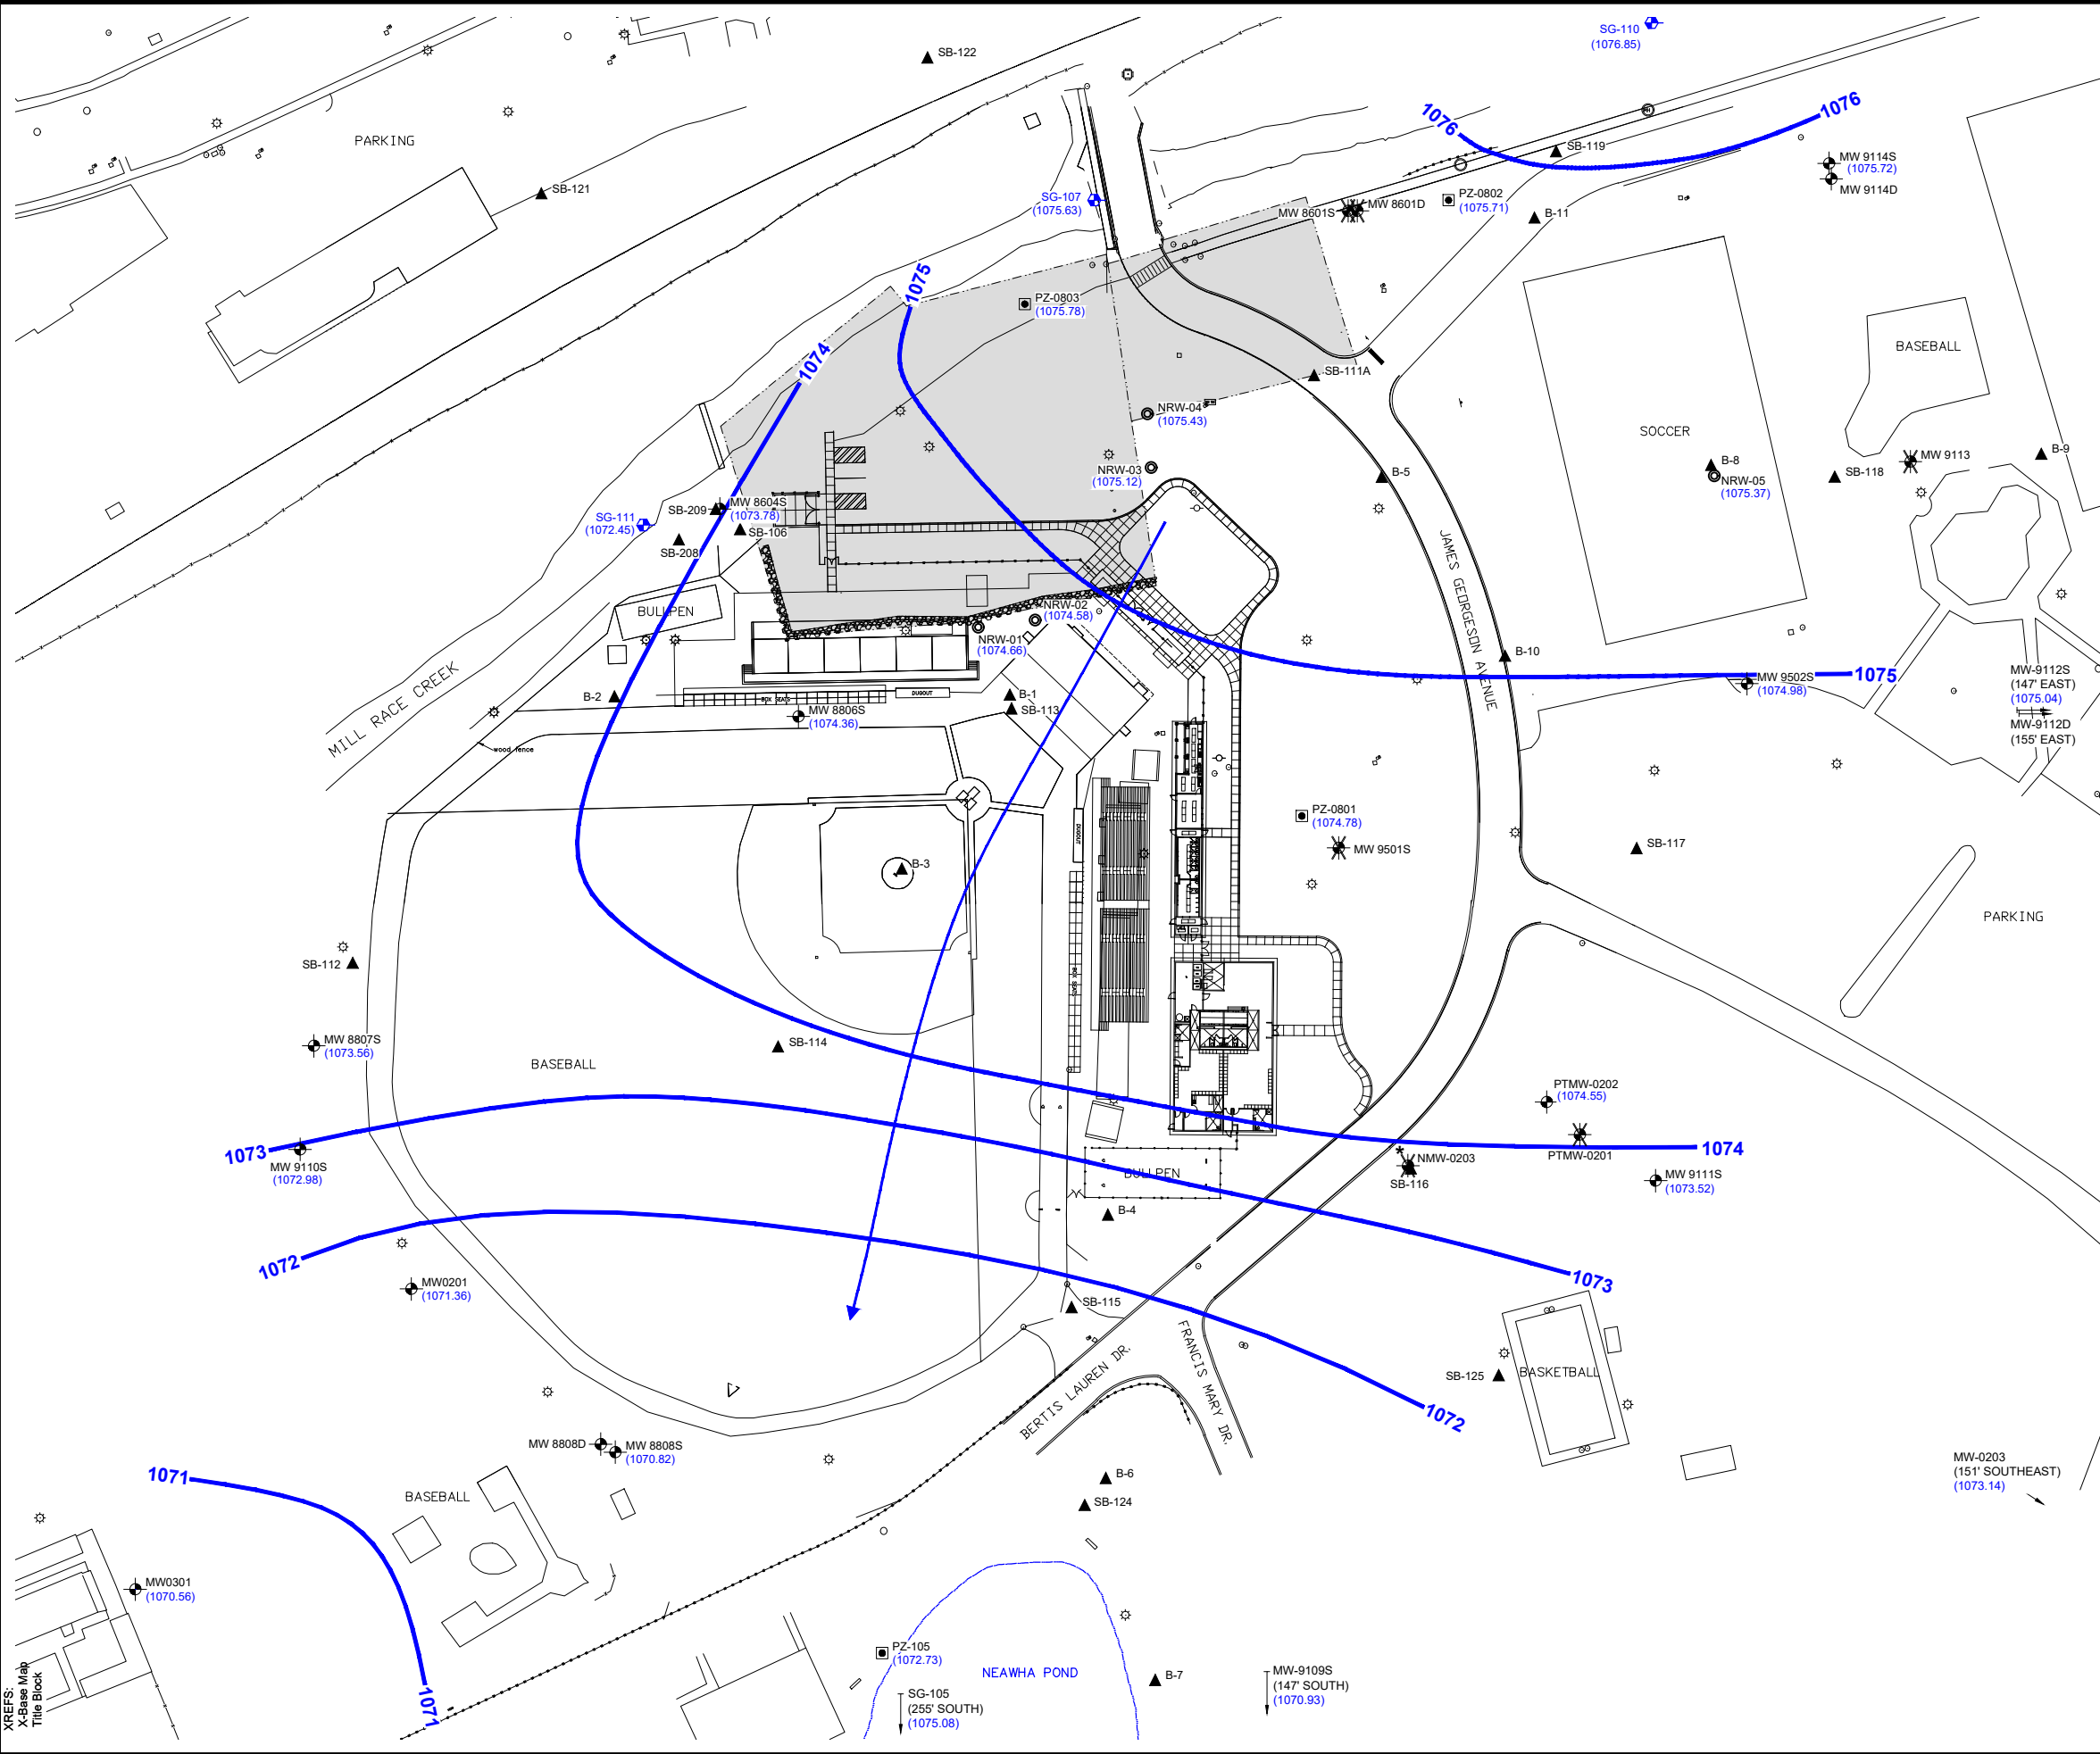 SG-110
(1076.85)
SB-122
PARKING
1076
1076
SB-119
MW 9114S
(1075.72)
MW 9114D
SB-121
SG-107
(1075.63)
MW 8601S
MW 8601D
PZ-0802
(1075.71)
B-11
1075
PZ-0803
(1075.78)
BASEBALL
1074
SB-111A
NRW-04
(1075.43)
SOCCER
NRW-03
(1075.12)
B-5
B-8
NRW-05
(1075.37)
SB-118
MW 9113
B-9
SG-111
(1072.45)
SB-209
MW 8604S
(1073.78)
SB-106
SB-208
JAMES GEORGESON AVENUE
BULLPEN
NRW-02
(1074.58)
NRW-01
(1074.66)
B-10
1075
MW 9502S
(1074.98)
MW-9112S
(147' EAST)
(1075.04)
MW-9112D
(155' EAST)
MILL RACE CREEK
B-2
BOX SEATS
DUGOUT
B-1
SB-113
MW 8806S
(1074.36)
wood fence
PZ-0801
(1074.78)
DUGOUT
MW 9501S
SB-117
B-3
PARKING
SB-112
BOX SEATS
MW 8807S
(1073.56)
SB-114
BASEBALL
PTMW-0202
(1074.55)
1073
MW 9110S
(1072.98)
1074
PTMW-0201
*
NMW-0203
SB-116
MW 9111S
(1073.52)
BULLPEN
B-4
1072
1073
MW0201
(1071.36)
SB-115
BERTIS LAUREN DR.
FRANCIS MARY DR.
SB-125
BASKETBALL
1072
MW 8808D
MW 8808S
(1070.82)
1071
BASEBALL
B-6
SB-124
MW-0203
(151' SOUTHEAST)
(1073.14)
MW0301
(1070.56)
PZ-105
(1072.73)
NEAWHA POND
B-7
MW-9109S
(147' SOUTH)
(1070.93)
SG-105
(255' SOUTH)
(1075.08)
1071
XREFS:
X-Base Map
Title Block